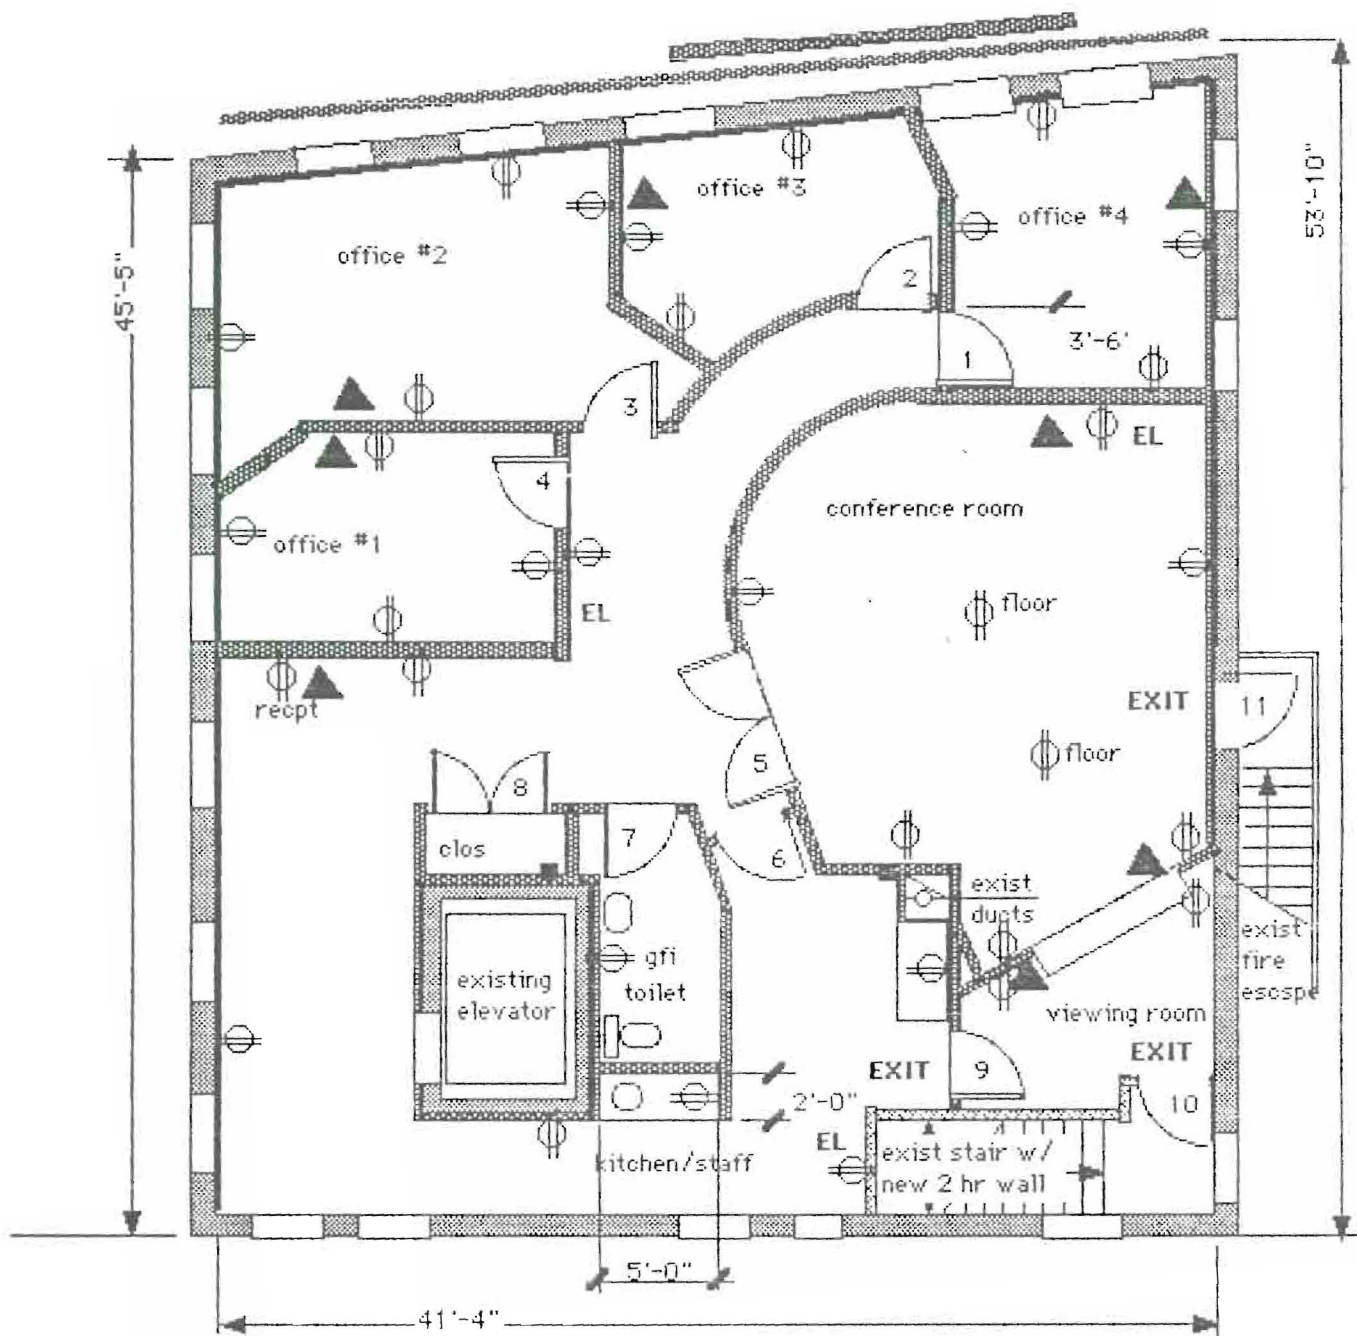 53'-10"
45'-5"
office #3
office #4
office #2
2
3'-6'
1
3
EL
4
conference room
office #1
floor
EL
EXIT
11
recpt
floor
5
8
7
6
clos
exist
ducts
exist
fire
escspe
gfi
toilet
existing
elevator
viewing room
EXIT
EXIT
9
10
2'-0"
EL
exist stair w/
new 2 hr wall
kitchen/staff
5'-0"
41'-4"